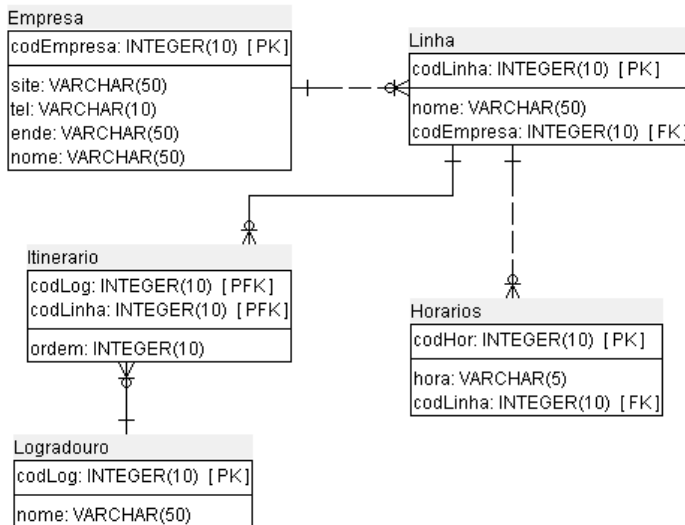 Empresa
codEmpresa: INTEGER(10) [PK]
site: VARCHAR(50)
tel: VARCHAR(10)
ende: VARCHAR(50)
nome: VARCHAR(50)
Linha
codLinha: INTEGER(10) [PK]
nome: VARCHAR(50)
codEmpresa: INTEGER(10) [FK]
Itinerario
codLog: INTEGER(10) [PFK]
codLinha: INTEGER(10) [PFK]
ordem: INTEGER(10)
Horarios
codHor: INTEGER(10) [PK]
hora: VARCHAR(5)
codLinha: INTEGER(10) [FK]
Logradouro
codLog: INTEGER(10) [PK]
nome: VARCHAR(50)